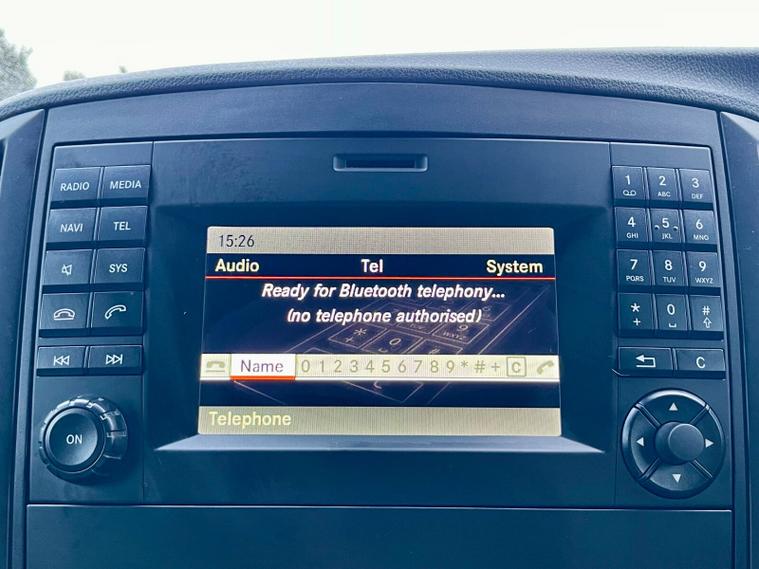 RADIO MEDIA
NAVI TEL
SYS
ON
15:26
Audio Tel System
Ready for Bluetooth telephony...
(no telephone authorised)
Name 0 1 2 3 4 5 6 7 8 9 * # + C
Telephone
1 2 3
ABC DEF
4 5 6
GHI JKL MNO
7 8 9
PQRS TUV WXYZ
* 0 #
+
C